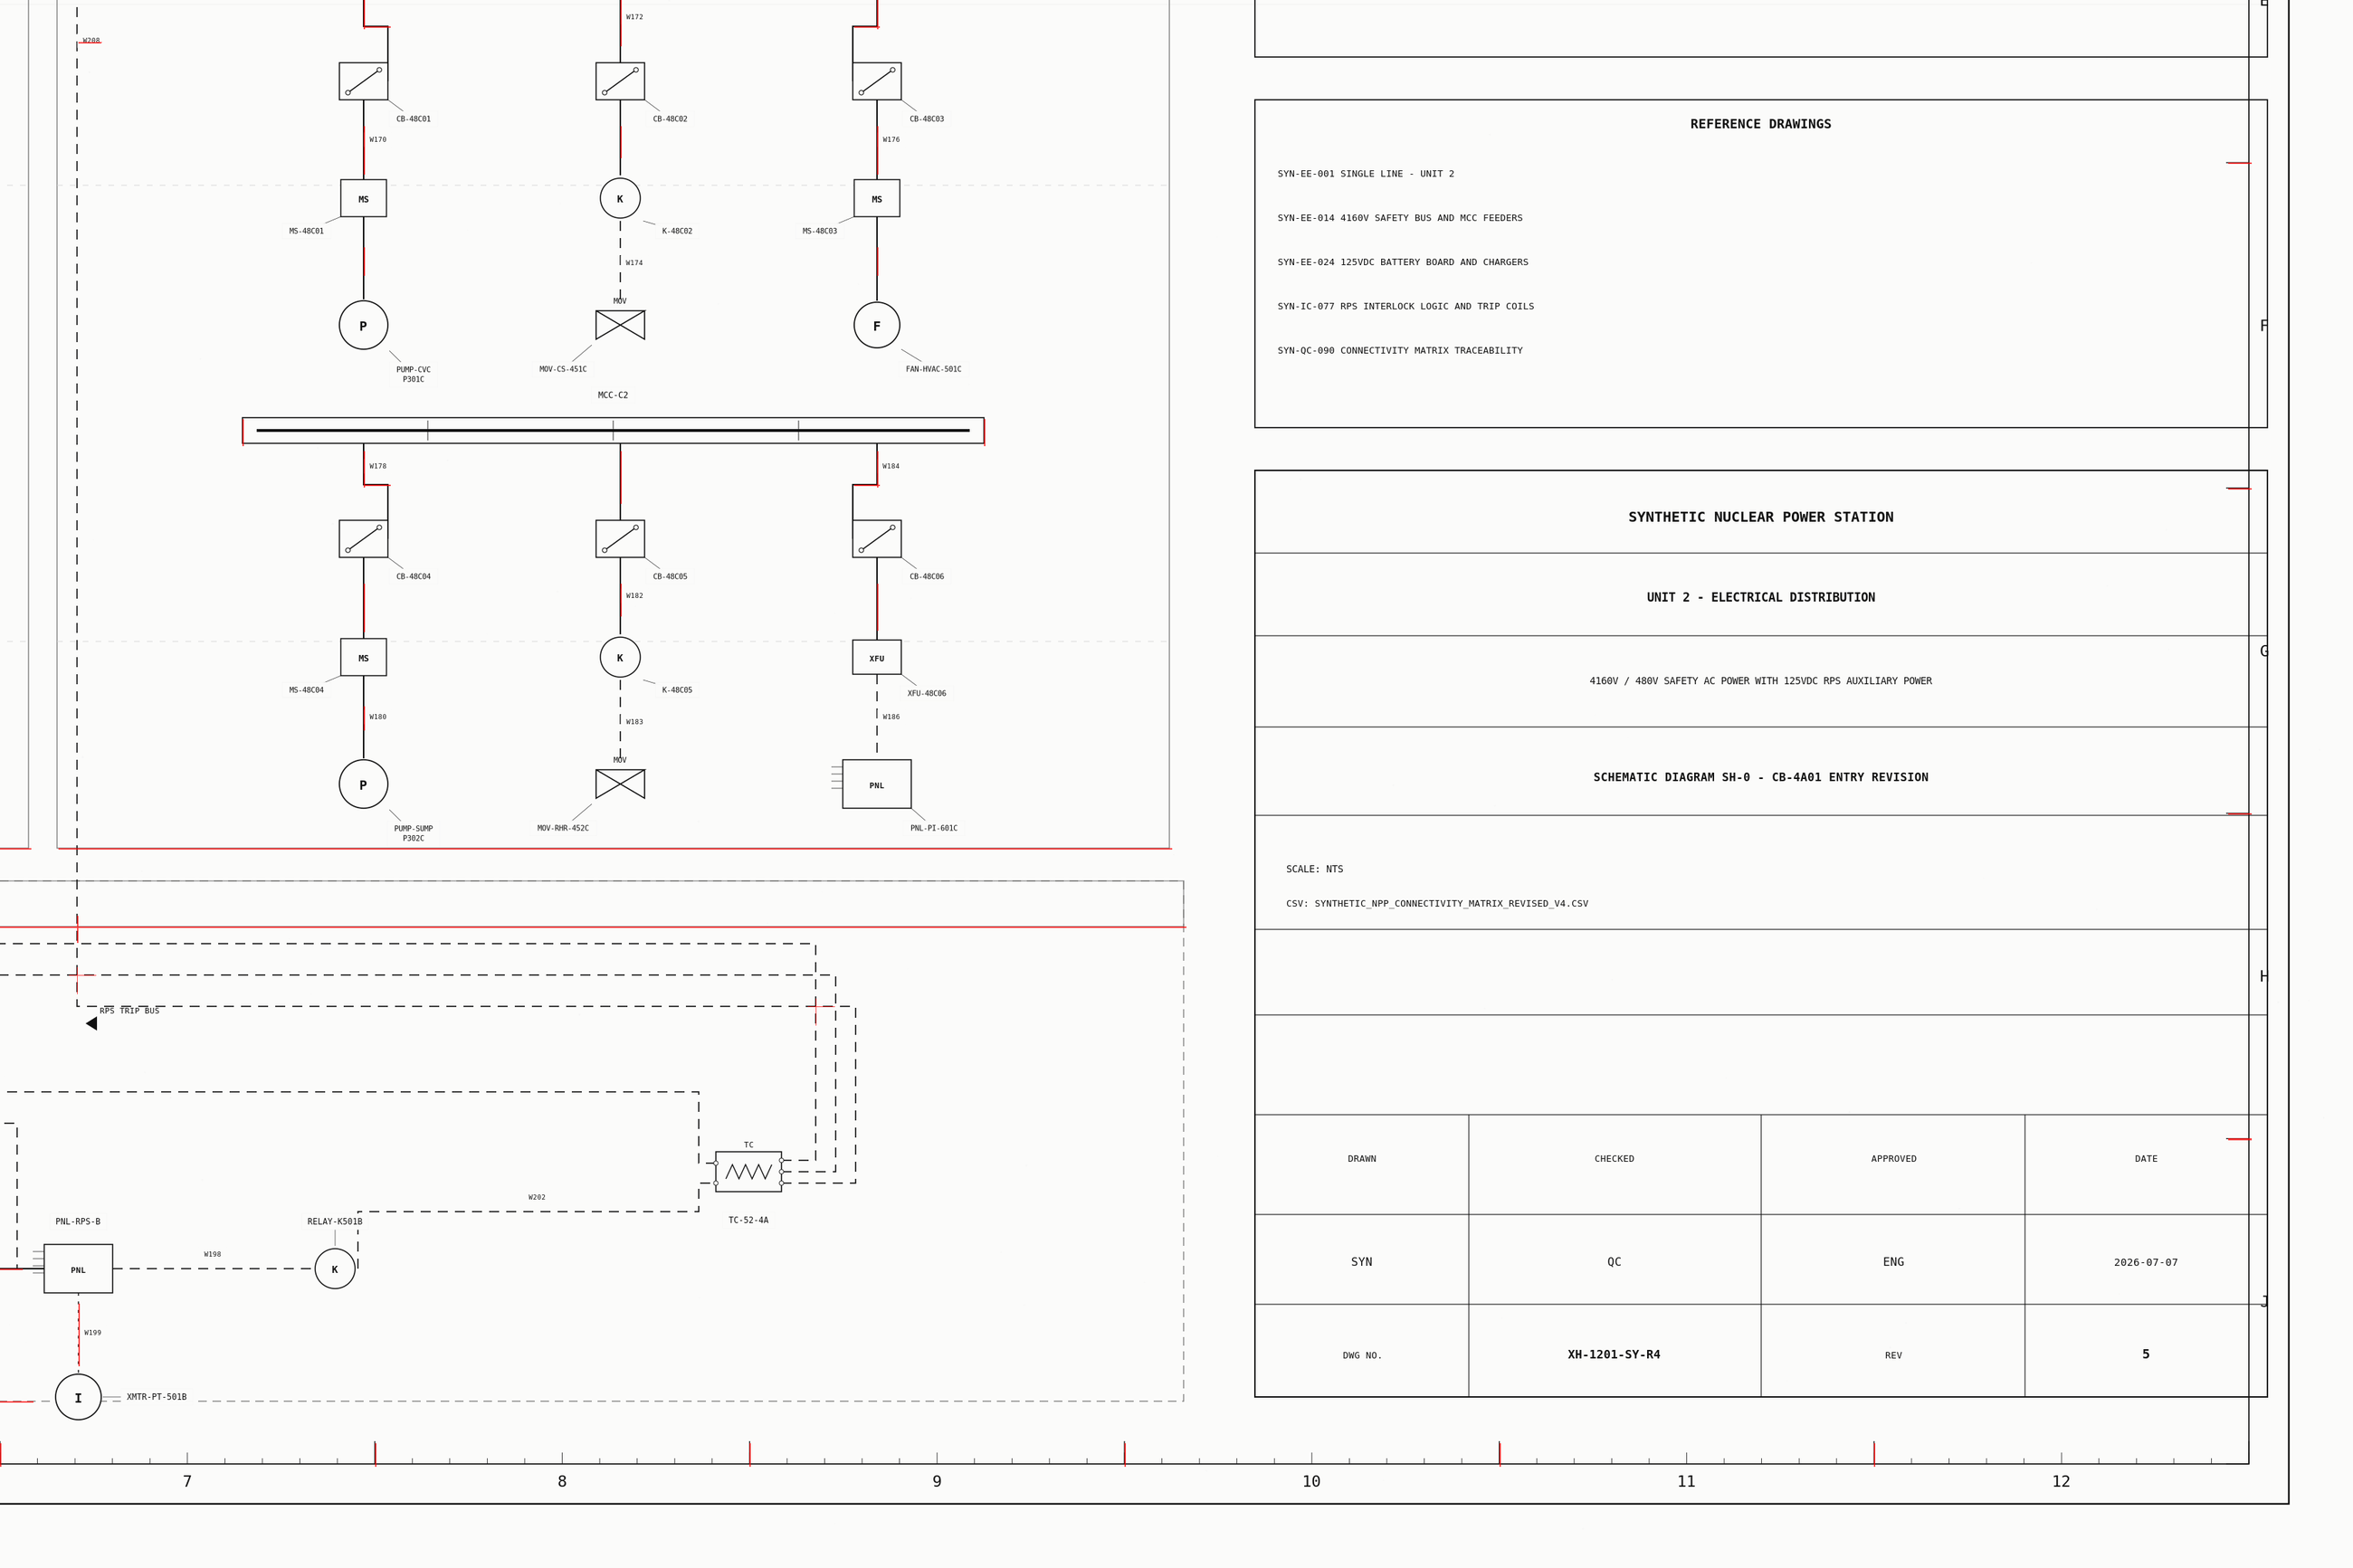 W208
W172
CB-48C01
CB-48C02
CB-48C03
W170
W176
MS
K
MS
MS-48C01
K-48C02
MS-48C03
W174
MOV
P
F
PUMP-CVC
P301C
MOV-CS-451C
FAN-HVAC-501C
MCC-C2
W178
W184
CB-48C04
CB-48C05
CB-48C06
W182
MS
K
XFU
MS-48C04
K-48C05
XFU-48C06
W180
W183
W186
MOV
P
PNL
PUMP-SUMP
P302C
MOV-RHR-452C
PNL-PI-601C
RPS TRIP BUS
TC
W202
TC-52-4A
PNL-RPS-B
RELAY-K501B
W198
PNL
K
W199
I
XMTR-PT-501B
REFERENCE DRAWINGS
SYN-EE-001 SINGLE LINE - UNIT 2
SYN-EE-014 4160V SAFETY BUS AND MCC FEEDERS
SYN-EE-024 125VDC BATTERY BOARD AND CHARGERS
SYN-IC-077 RPS INTERLOCK LOGIC AND TRIP COILS
SYN-QC-090 CONNECTIVITY MATRIX TRACEABILITY
SYNTHETIC NUCLEAR POWER STATION
UNIT 2 - ELECTRICAL DISTRIBUTION
4160V / 480V SAFETY AC POWER WITH 125VDC RPS AUXILIARY POWER
SCHEMATIC DIAGRAM SH-0 - CB-4A01 ENTRY REVISION
SCALE: NTS
CSV: SYNTHETIC_NPP_CONNECTIVITY_MATRIX_REVISED_V4.CSV
DRAWN CHECKED APPROVED DATE
SYN QC ENG 2026-07-07
DWG NO. XH-1201-SY-R4 REV 5
E
F
G
H
J
7 8 9 10 11 12